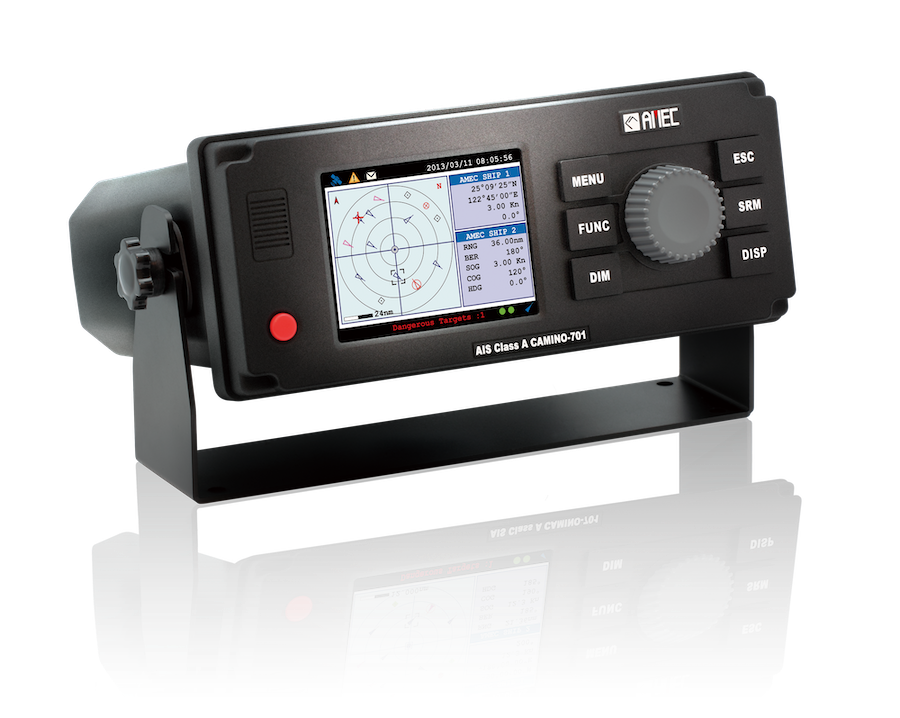 AMEC
2013/03/11 08:05:56
N
AMEC SHIP 1
25°09'25"N
122°45'00"E
3.00 Kn
0.0°
AMEC SHIP 2
RNG 36.00nm
BER 180°
SOG 3.00 Kn
COG 120°
HDG 0.0°
24nm
Dangerous Targets :1
MENU
FUNC
DIM
ESC
SRM
DISP
AIS Class A CAMINO-701